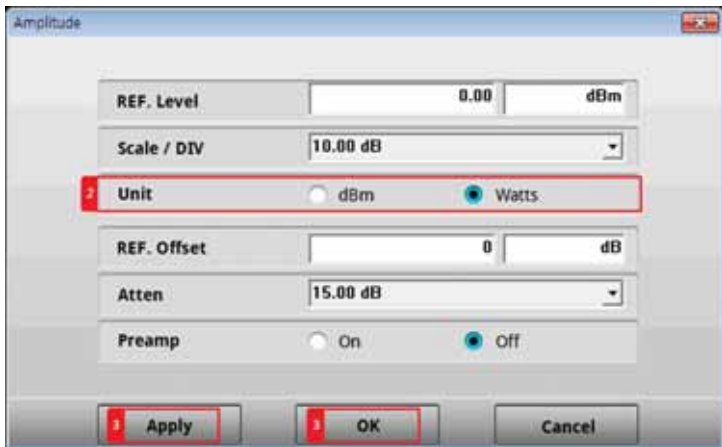 Amplitude
REF. Level 0.00 dBm
Scale / DIV 10.00 dB
2 Unit dBm Watts
REF. Offset 0 dB
Atten 15.00 dB
Preamp On Off
3 Apply 3 OK Cancel